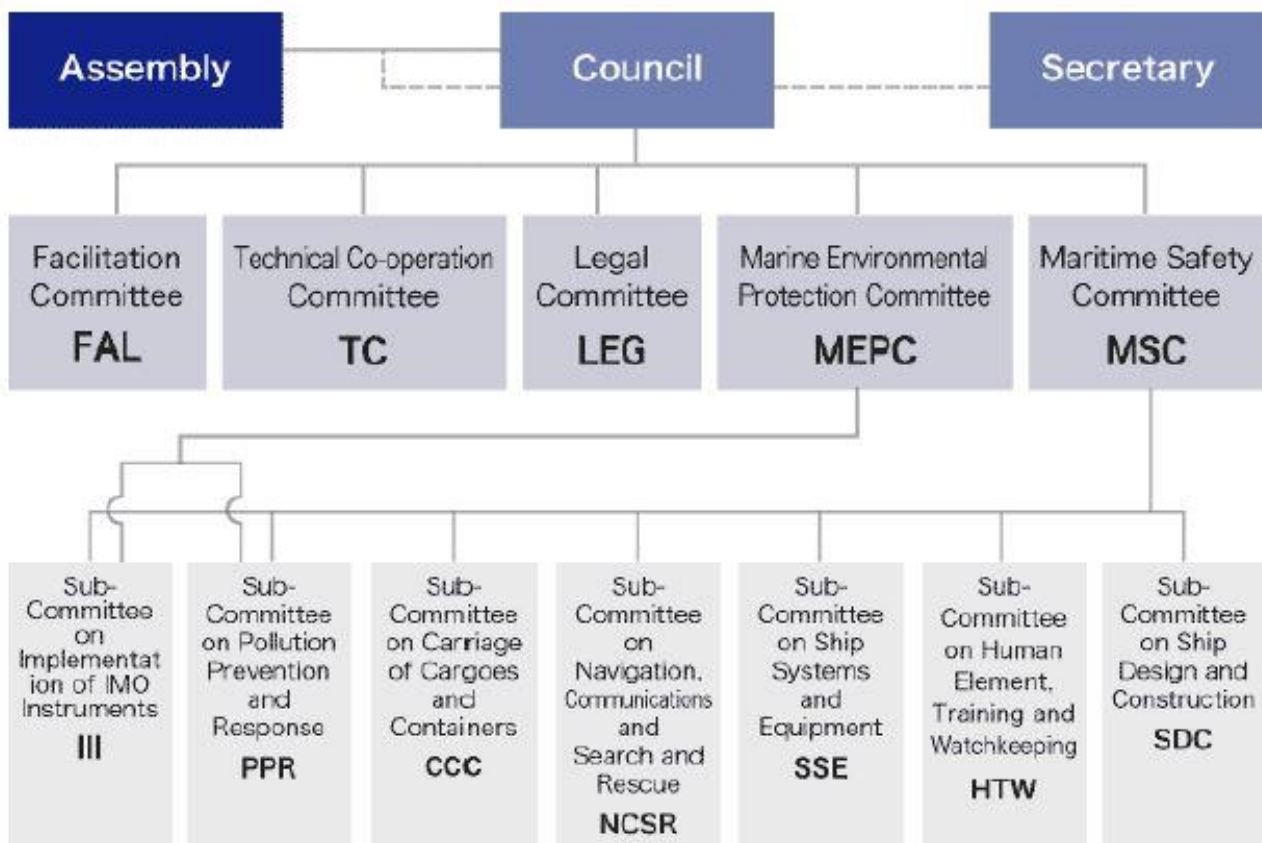 Assembly
Council
Secretary
Facilitation
Committee
FAL
Technical Co-operation
Committee
TC
Legal
Committee
LEG
Marine Environmental
Protection Committee
MEPC
Maritime Safety
Committee
MSC
Sub-
Committee
on
Implementat
ion of IMO
Instruments
III
Sub-
Committee
on Pollution
Prevention
and
Response
PPR
Sub-
Committee
on Carriage
of Cargoes
and
Containers
CCC
Sub-
Committee
on
Navigation,
Communications
and
Search and
Rescue
NCSR
Sub-
Committee
on Ship
Systems
and
Equipment
SSE
Sub-
Committee
on Human
Element,
Training and
Watchkeeping
HTW
Sub-
Committee
on Ship
Design and
Construction
SDC